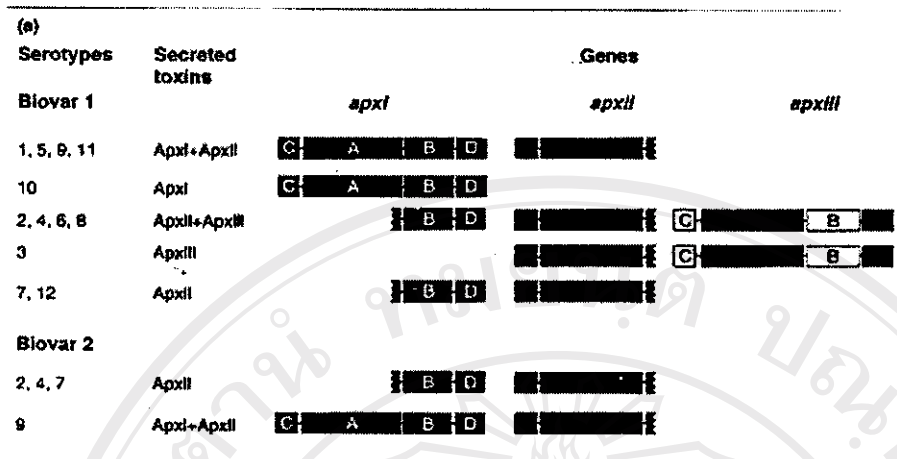 (a)
Serotypes Secreted toxins Genes
Biovar 1 apxI apxII apxIII
1, 5, 9, 11 ApxI+ApxII C A B D
10 ApxI C A B D
2, 4, 6, 8 ApxII+ApxIII B D C B
3 ApxIII C B
7, 12 ApxII B D
Biovar 2
2, 4, 7 ApxII B D
9 ApxI+ApxII C A B D